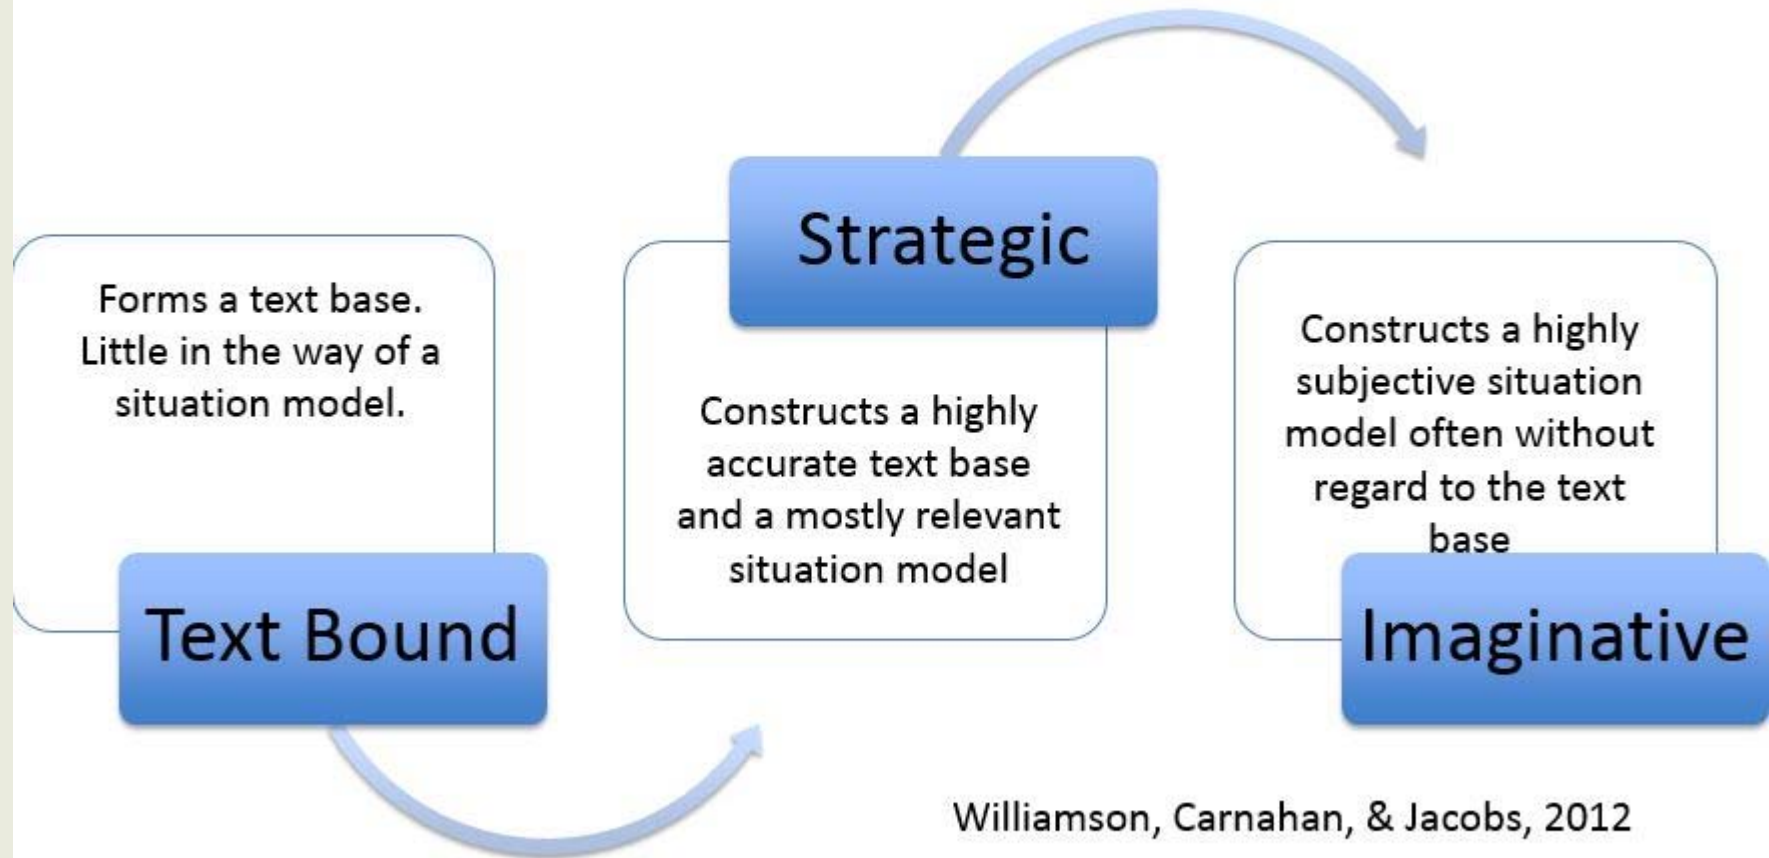 Forms a text base.
Little in the way of a
situation model.
Text Bound
Strategic
Constructs a highly
accurate text base
and a mostly relevant
situation model
Constructs a highly
subjective situation
model often without
regard to the text
base
Imaginative
Williamson, Carnahan, & Jacobs, 2012